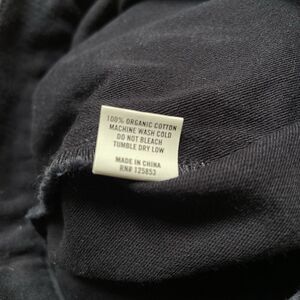 100% ORGANIC COTTON
MACHINE WASH COLD
DO NOT BLEACH
TUMBLE DRY LOW
MADE IN CHINA
RN# 125853